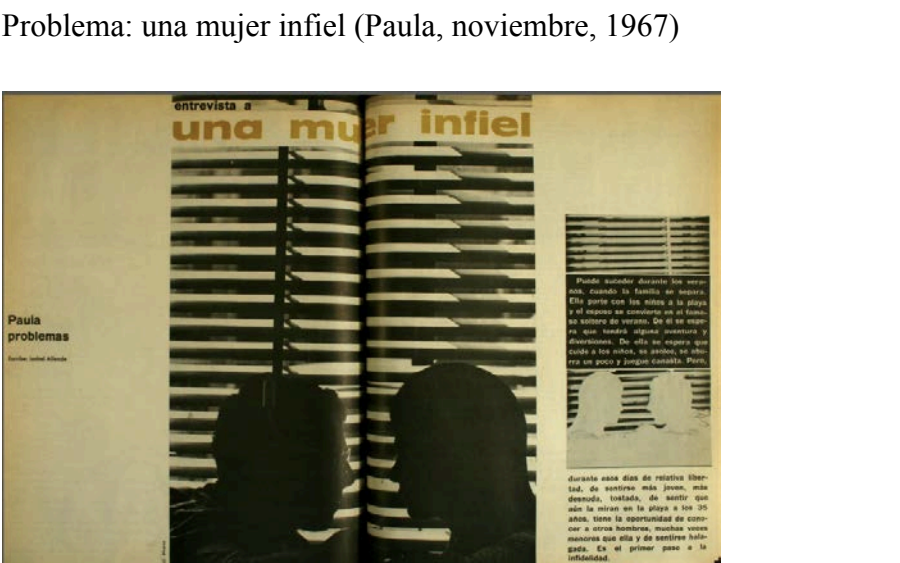 Problema: una mujer infiel (Paula, noviembre, 1967)
entrevista a
una mujer infiel
Paula
problemas
Escribe: Isabel Allende
Puede suceder durante los vera-
nos, cuando la familia se separa.
Ella parte con los niños a la playa
y el esposo se convierte en el famo-
so soltero de verano. De él se espe-
ra que tendrá alguna aventura y
diversiones. De ella se espera que
cuide a los niños, se asolee, se abu-
rra un poco y juegue canasta. Pero,
durante esos días de relativa liber-
tad, de sentirse más joven, más
desnuda, tostada, de sentir que
aún la miran en la playa a los 35
años, tiene la oportunidad de cono-
cer a otros hombres, muchas veces
menores que ella y de sentirse hala-
gada. Es el primer paso a la
infidelidad.